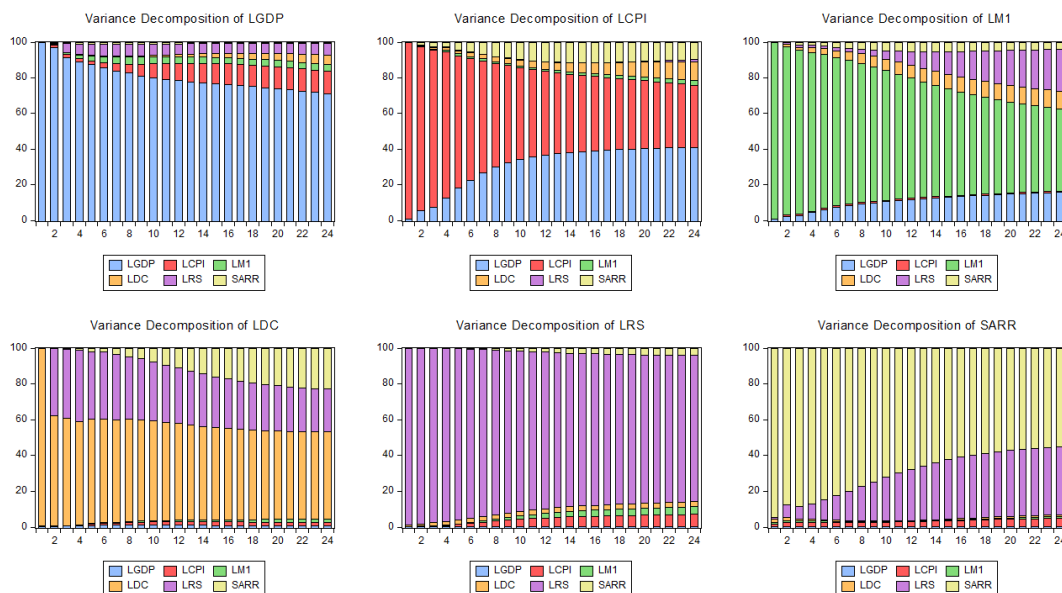 Variance Decomposition of LGDP
100
80
60
40
20
0
2 4 6 8 10 12 14 16 18 20 22 24
LGDP LCPI LM1
LDC LRS SARR
Variance Decomposition of LCPI
100
80
60
40
20
0
2 4 6 8 10 12 14 16 18 20 22 24
LGDP LCPI LM1
LDC LRS SARR
Variance Decomposition of LM1
100
80
60
40
20
0
2 4 6 8 10 12 14 16 18 20 22 24
LGDP LCPI LM1
LDC LRS SARR
Variance Decomposition of LDC
100
80
60
40
20
0
2 4 6 8 10 12 14 16 18 20 22 24
LGDP LCPI LM1
LDC LRS SARR
Variance Decomposition of LRS
100
80
60
40
20
0
2 4 6 8 10 12 14 16 18 20 22 24
LGDP LCPI LM1
LDC LRS SARR
Variance Decomposition of SARR
100
80
60
40
20
0
2 4 6 8 10 12 14 16 18 20 22 24
LGDP LCPI LM1
LDC LRS SARR